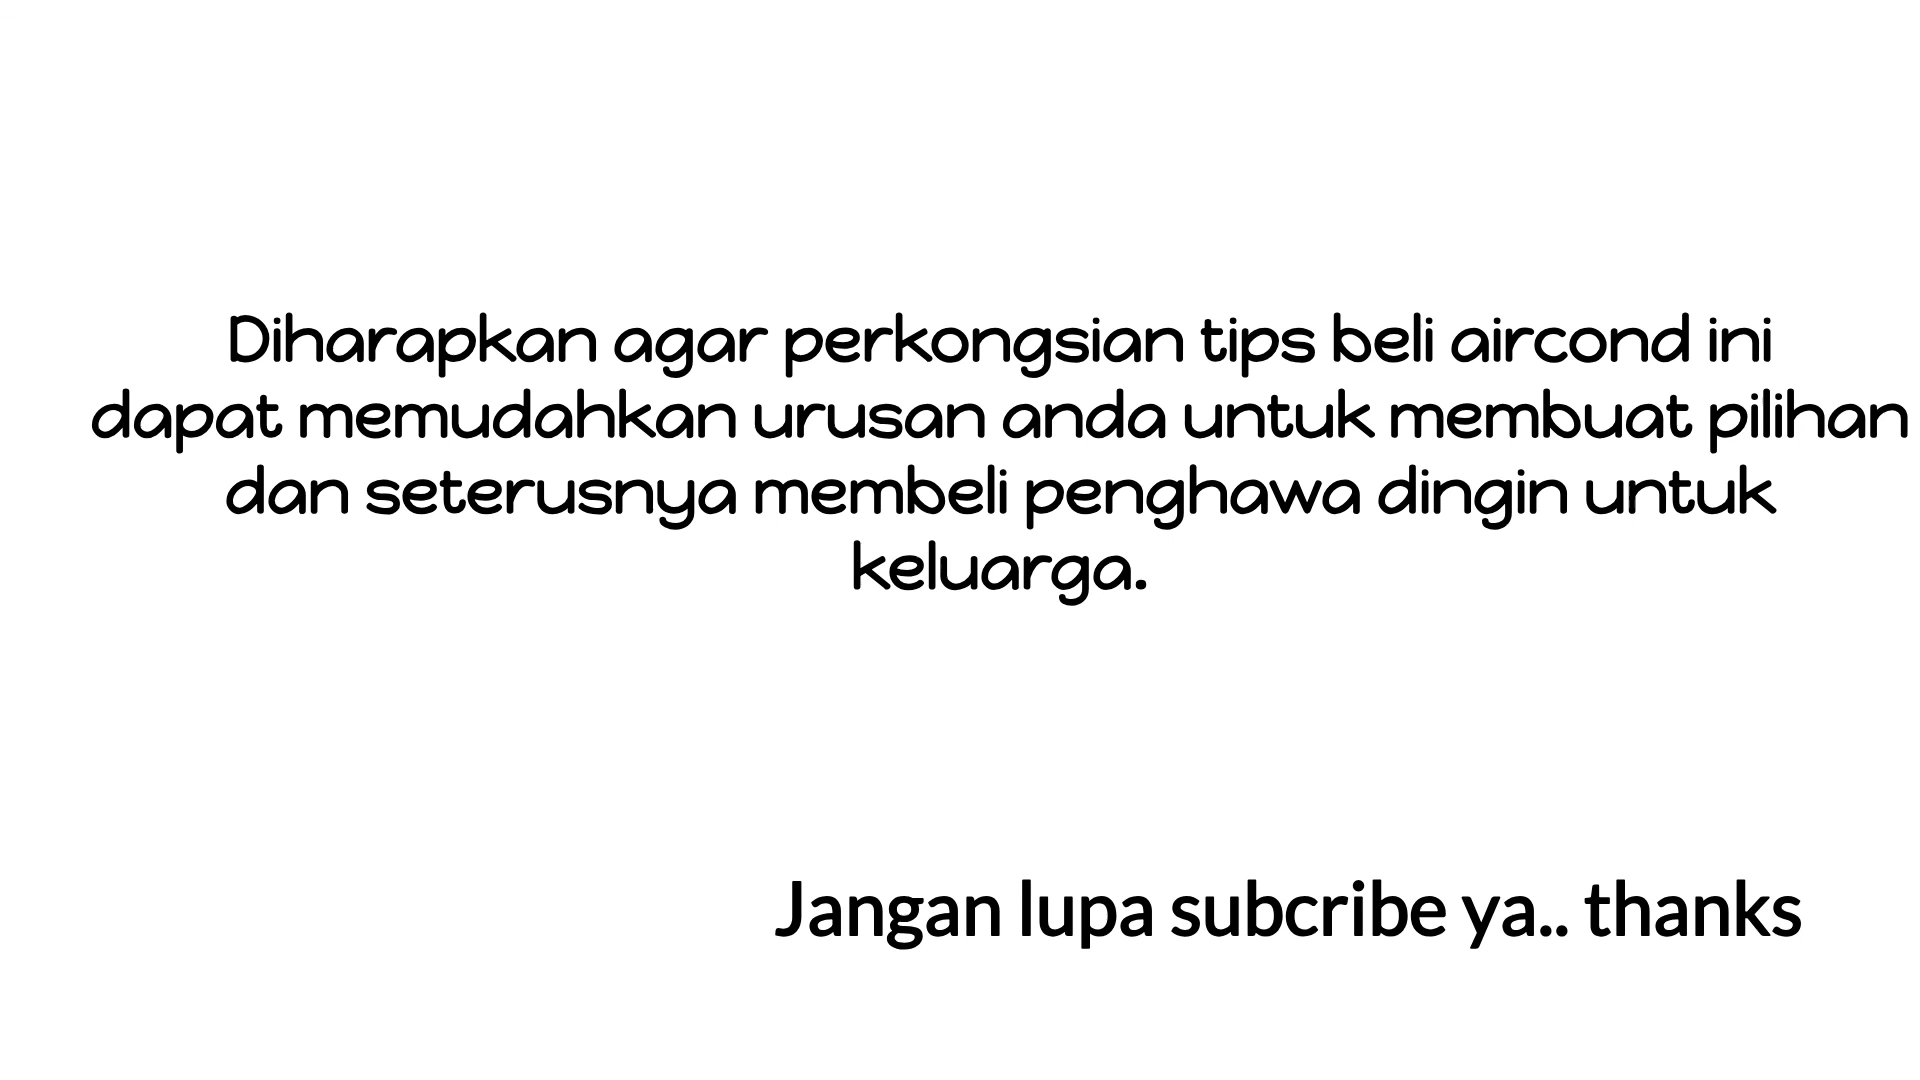 Diharapkan agar perkongsian tips beli aircond ini
dapat memudahkan urusan anda untuk membuat pilihan
dan seterusnya membeli penghawa dingin untuk
keluarga.
Jangan lupa subcribe ya.. thanks